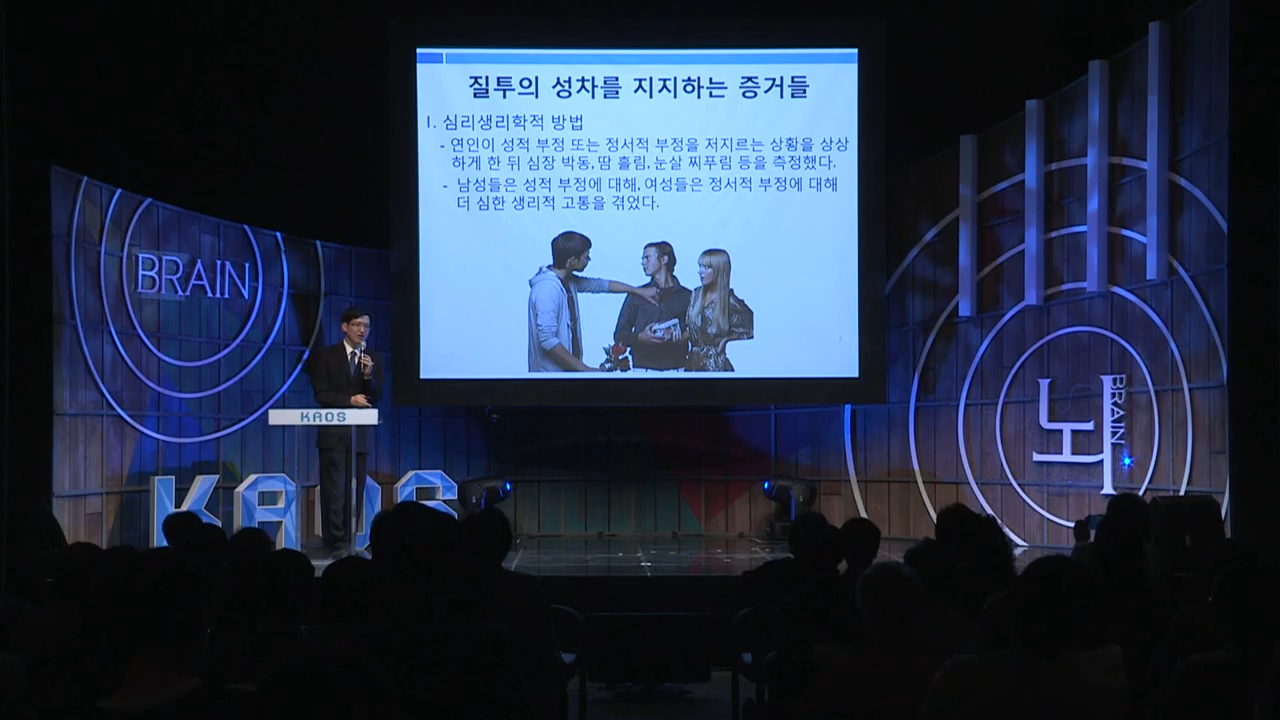 질투의 성차를 지지하는 증거들
I. 심리생리학적 방법
- 연인이 성적 부정 또는 정서적 부정을 저지르는 상황을 상상
하게 한 뒤 심장 박동, 땀 흘림, 눈살 찌푸림 등을 측정했다.
- 남성들은 성적 부정에 대해, 여성들은 정서적 부정에 대해
더 심한 생리적 고통을 겪었다.
BRAIN
KAOS
KAOS
뇌
BRAIN